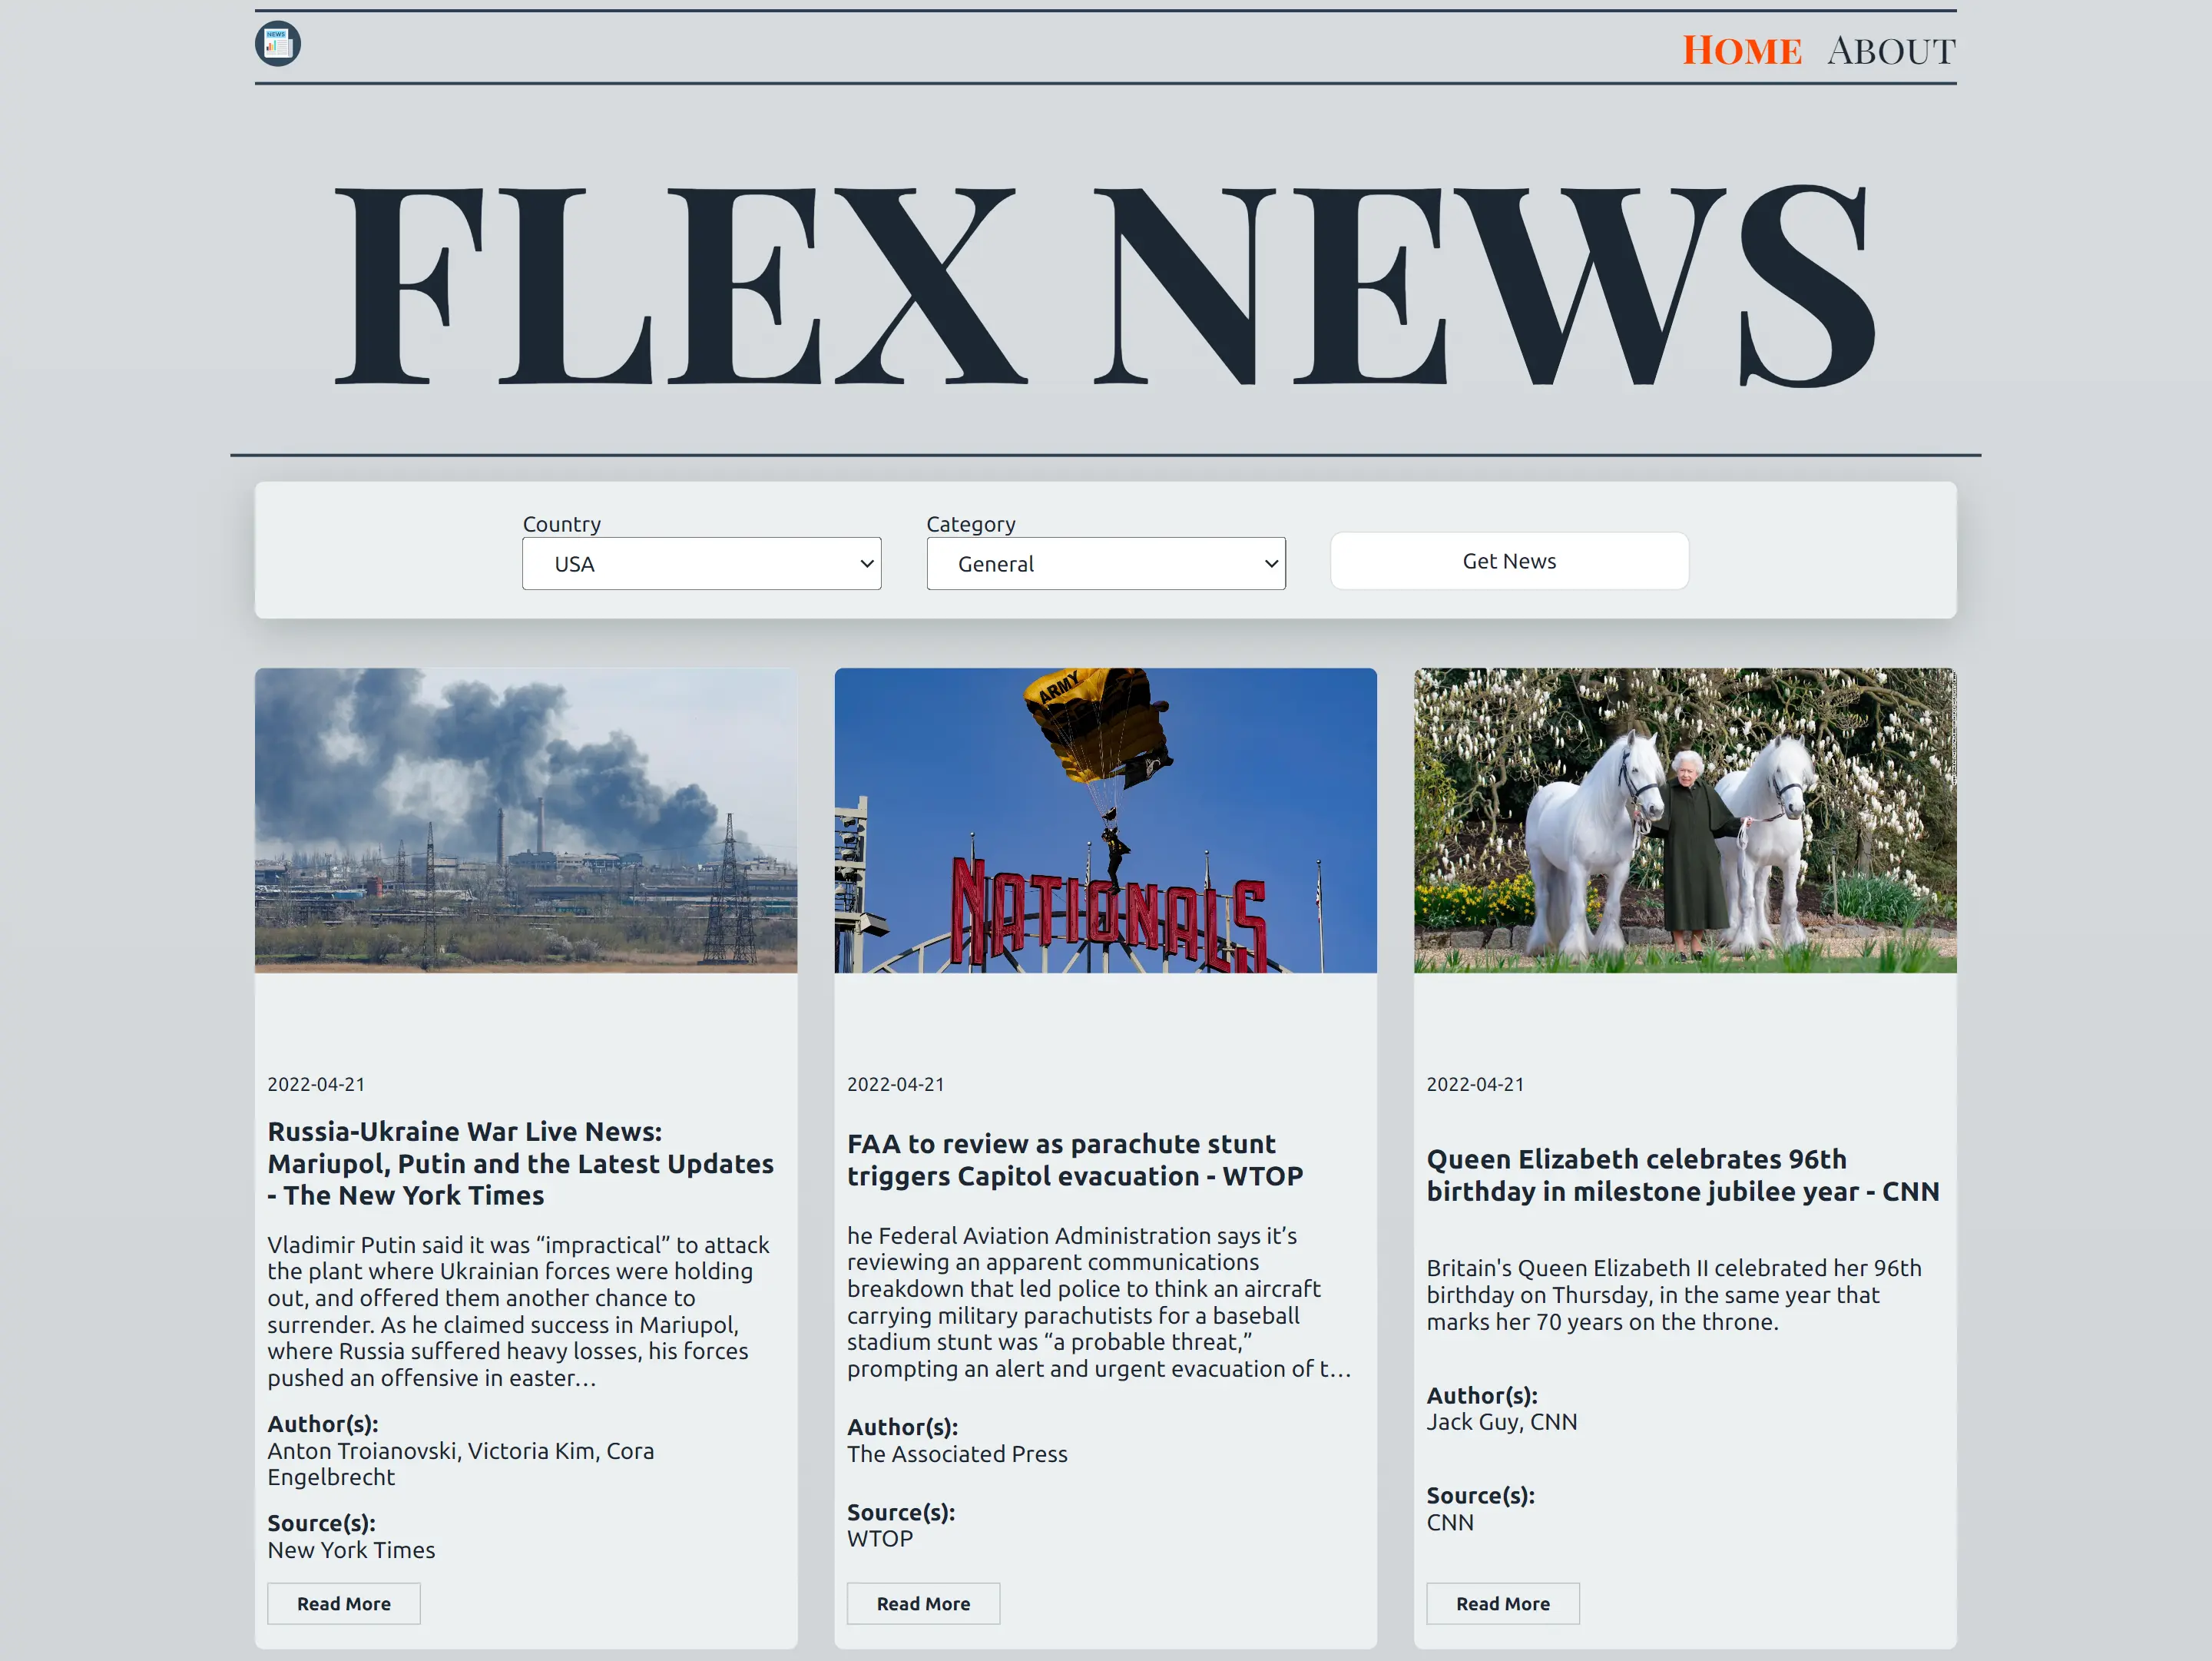 NEWS
Home About
FLEX NEWS
Country
Category
USA
General
Get News
ARMY
NATIONALS
2022-04-21
Russia-Ukraine War Live News:
Mariupol, Putin and the Latest Updates
- The New York Times
Vladimir Putin said it was “impractical” to attack
the plant where Ukrainian forces were holding
out, and offered them another chance to
surrender. As he claimed success in Mariupol,
where Russia suffered heavy losses, his forces
pushed an offensive in easter…
Author(s):
Anton Troianovski, Victoria Kim, Cora
Engelbrecht
Source(s):
New York Times
Read More
2022-04-21
FAA to review as parachute stunt
triggers Capitol evacuation - WTOP
he Federal Aviation Administration says it’s
reviewing an apparent communications
breakdown that led police to think an aircraft
carrying military parachutists for a baseball
stadium stunt was “a probable threat,”
prompting an alert and urgent evacuation of t…
Author(s):
The Associated Press
Source(s):
WTOP
Read More
2022-04-21
Queen Elizabeth celebrates 96th
birthday in milestone jubilee year - CNN
Britain's Queen Elizabeth II celebrated her 96th
birthday on Thursday, in the same year that
marks her 70 years on the throne.
Author(s):
Jack Guy, CNN
Source(s):
CNN
Read More